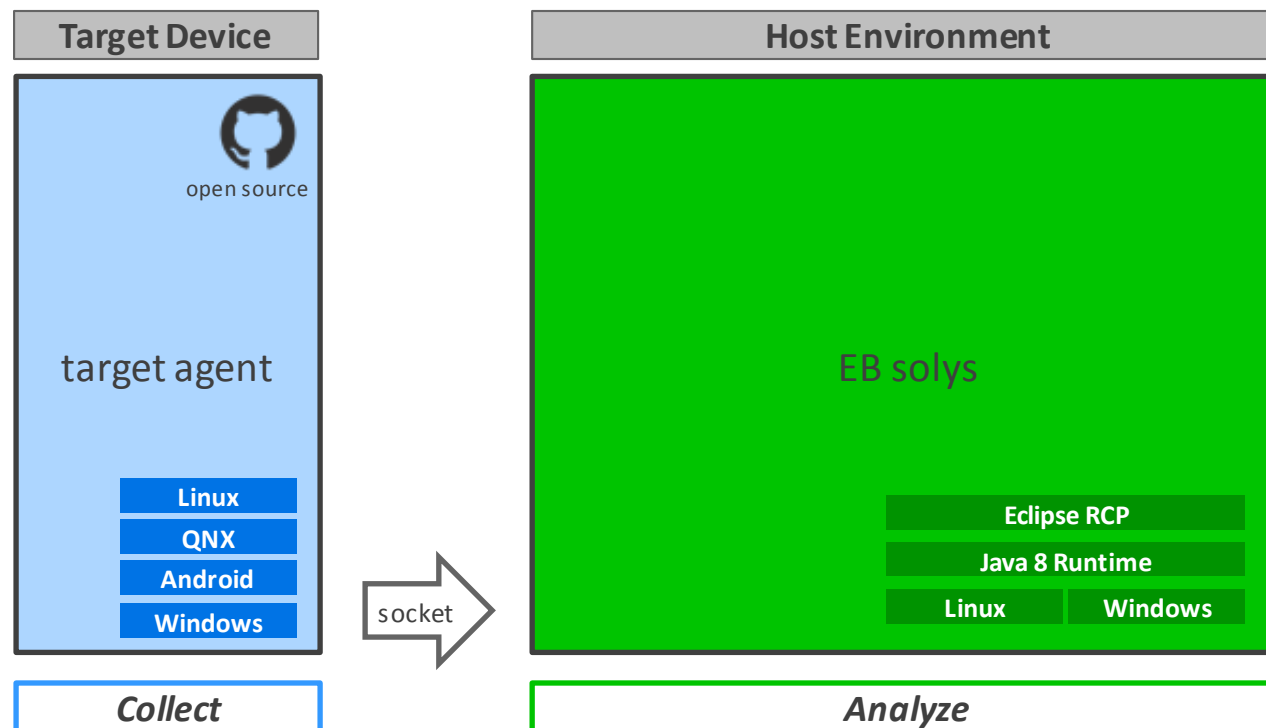 Target Device
Host Environment
open source
target agent
EB solys
Linux
QNX
Android
Windows
socket
Eclipse RCP
Java 8 Runtime
Linux
Windows
Collect
Analyze